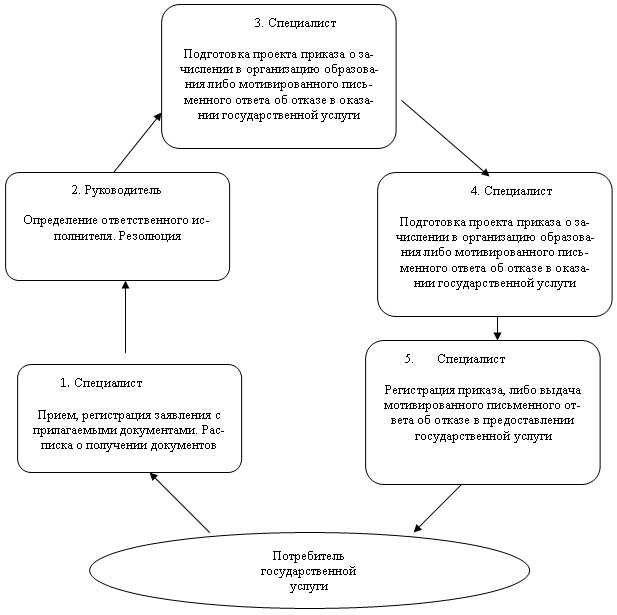 3. Специалист
Подготовка проекта приказа о за-
числении в организацию образова-
ния либо мотивированного пись-
менного ответа об отказе в оказа-
нии государственной услуги
2. Руководитель
Определение ответственного ис-
полнителя. Резолюция
4. Специалист
Подготовка проекта приказа о за-
числении в организацию образова-
ния либо мотивированного пись-
менного ответа об отказе в оказа-
нии государственной услуги
1. Специалист
Прием, регистрация заявления с
прилагаемыми документами. Рас-
писка о получении документов
5. Специалист
Регистрация приказа, либо выдача
мотивированного письменного от-
вета об отказе в предоставлении
государственной услуги
Потребитель
государственной
услуги